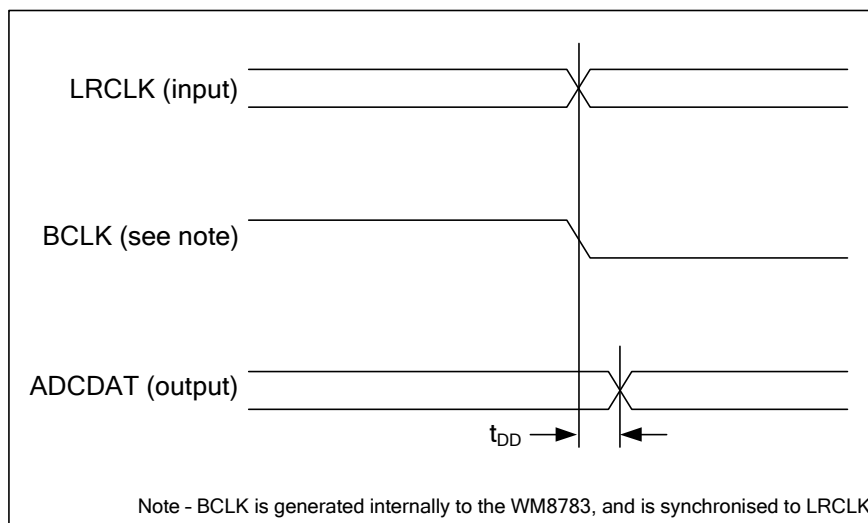 LRCLK (input)
BCLK (see note)
ADCDAT (output)
tDD
Note - BCLK is generated internally to the WM8783, and is synchronised to LRCLK